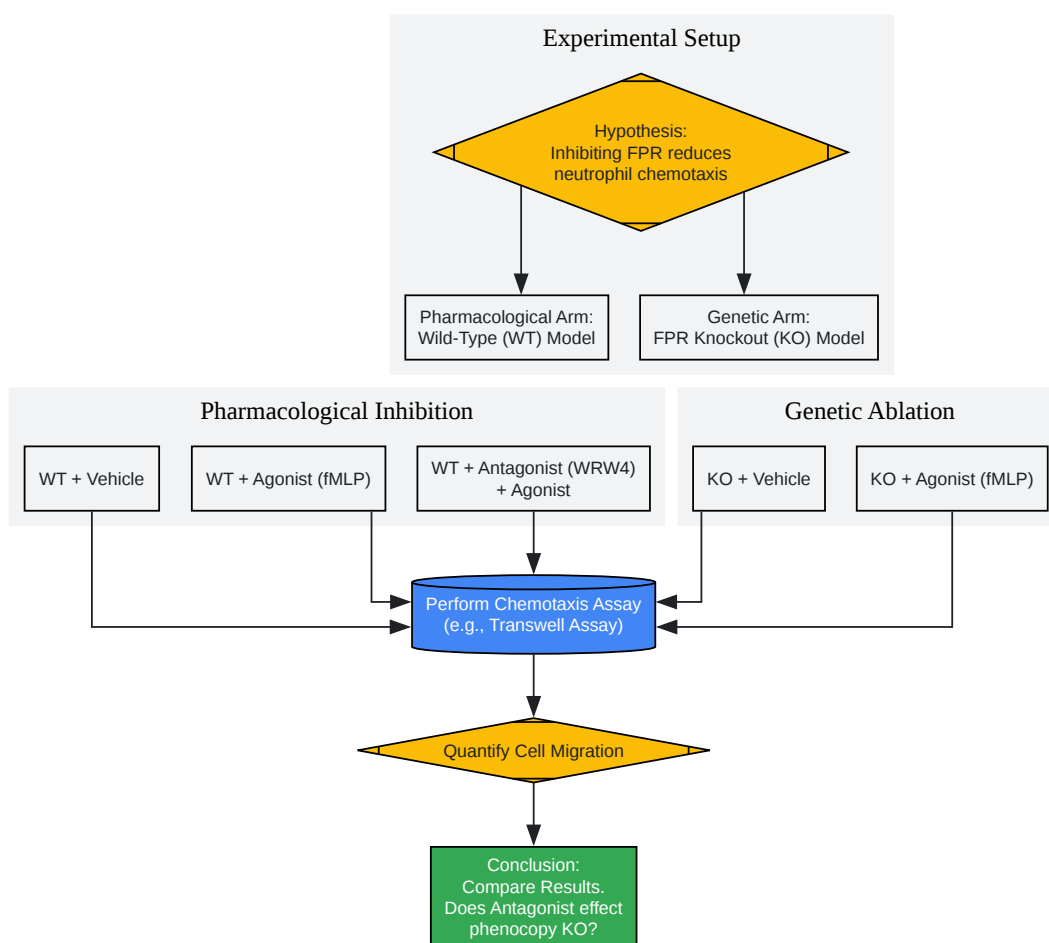 Experimental Setup
Hypothesis:
Inhibiting FPR reduces
neutrophil chemotaxis
Pharmacological Arm:
Wild-Type (WT) Model
Genetic Arm:
FPR Knockout (KO) Model
Pharmacological Inhibition
Genetic Ablation
WT + Vehicle
WT + Agonist (fMLP)
WT + Antagonist (WRW4)
+ Agonist
KO + Vehicle
KO + Agonist (fMLP)
Perform Chemotaxis Assay
(e.g., Transwell Assay)
Quantify Cell Migration
Conclusion:
Compare Results.
Does Antagonist effect
phenocopy KO?